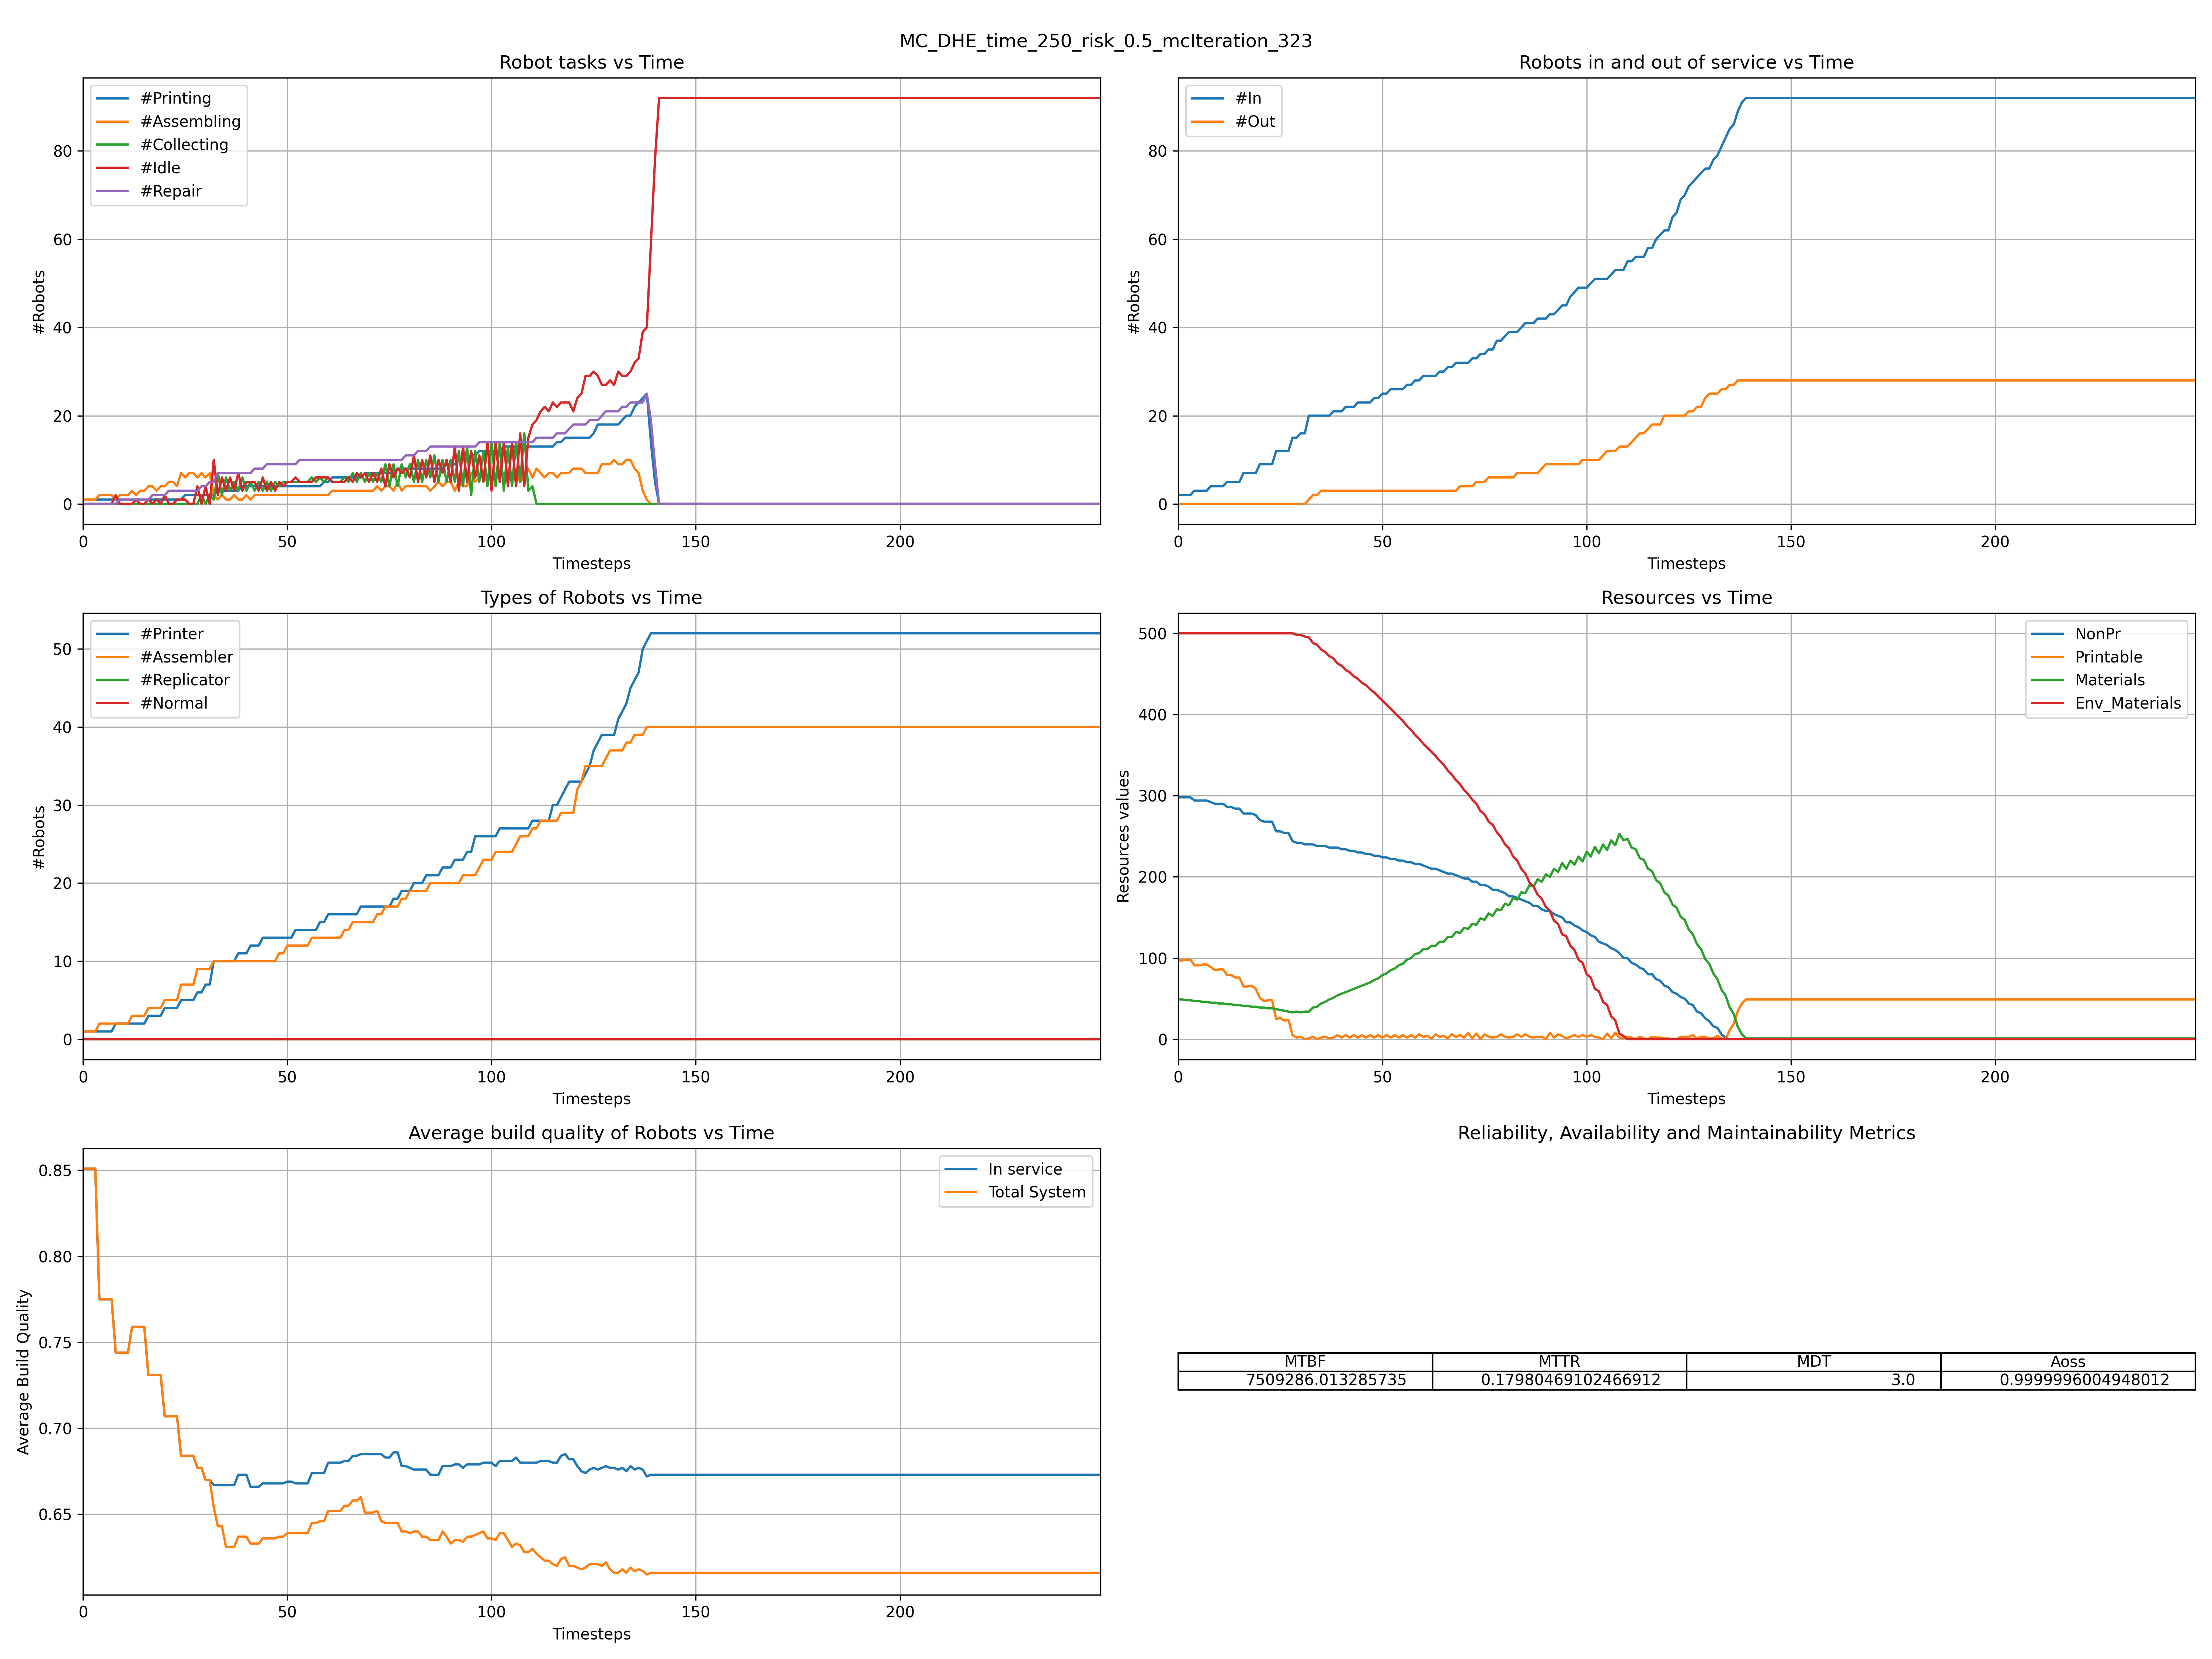 MC_DHE_time_250_risk_0.5_mcIteration_323
Robot tasks vs Time
#Printing
#Assembling
#Collecting
#Idle
#Repair
80
60
40
20
0
#Robots
0 50 100 150 200
Timesteps
Robots in and out of service vs Time
#In
#Out
80
60
40
20
0
#Robots
0 50 100 150 200
Timesteps
Types of Robots vs Time
#Printer
#Assembler
#Replicator
#Normal
50
40
30
20
10
0
#Robots
0 50 100 150 200
Timesteps
Resources vs Time
NonPr
Printable
Materials
Env_Materials
500
400
300
200
100
0
Resources values
0 50 100 150 200
Timesteps
Average build quality of Robots vs Time
In service
Total System
0.85
0.80
0.75
0.70
0.65
Average Build Quality
0 50 100 150 200
Timesteps
Reliability, Availability and Maintainability Metrics
MTBF MTTR MDT Aoss
7509286.013285735 0.17980469102466912 3.0 0.9999996004948012